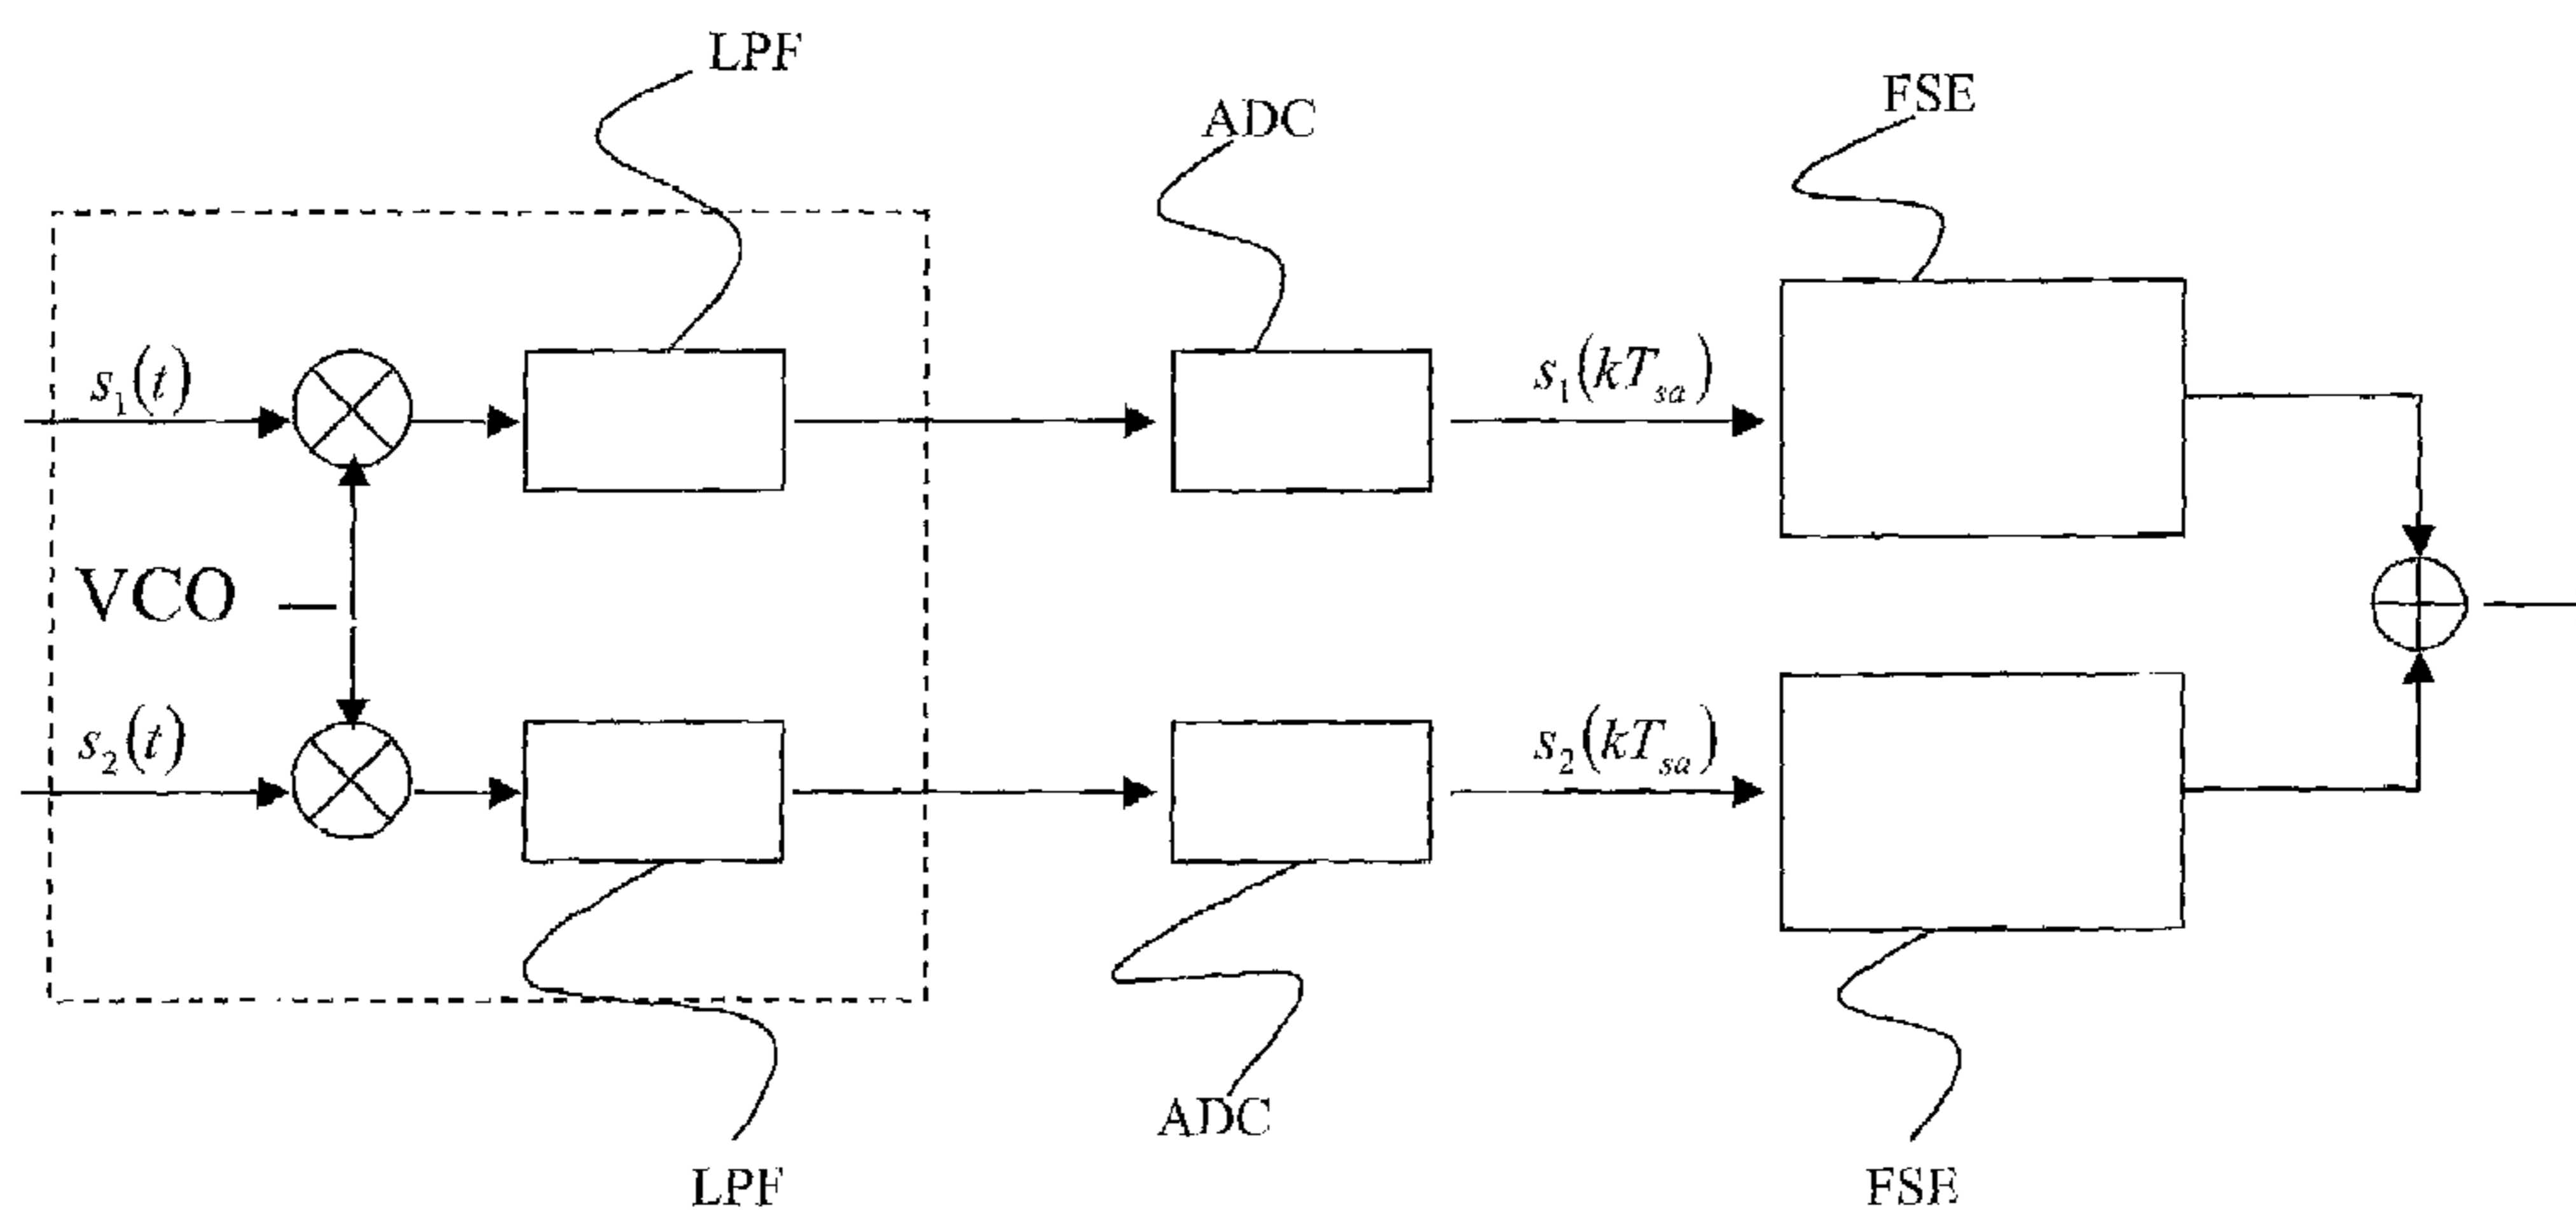 LPF
ADC
FSE
s₁(t)
s₁(kTₛₐ)
VCO
s₂(t)
s₂(kTₛₐ)
ADC
LPF
FSE